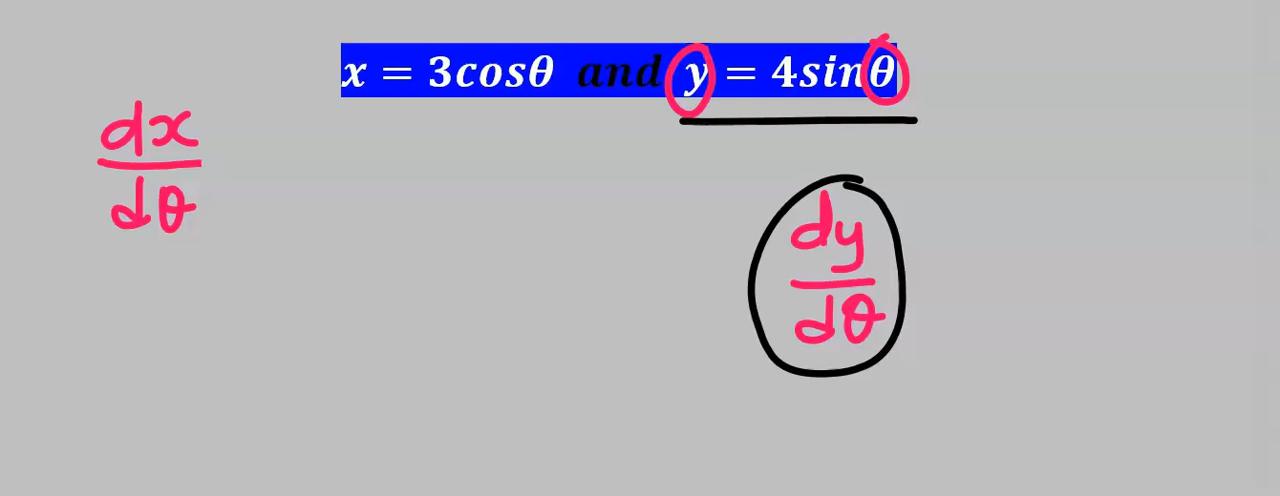 x = 3cosθ and y = 4sinθ
dx
dθ
dy
dθ